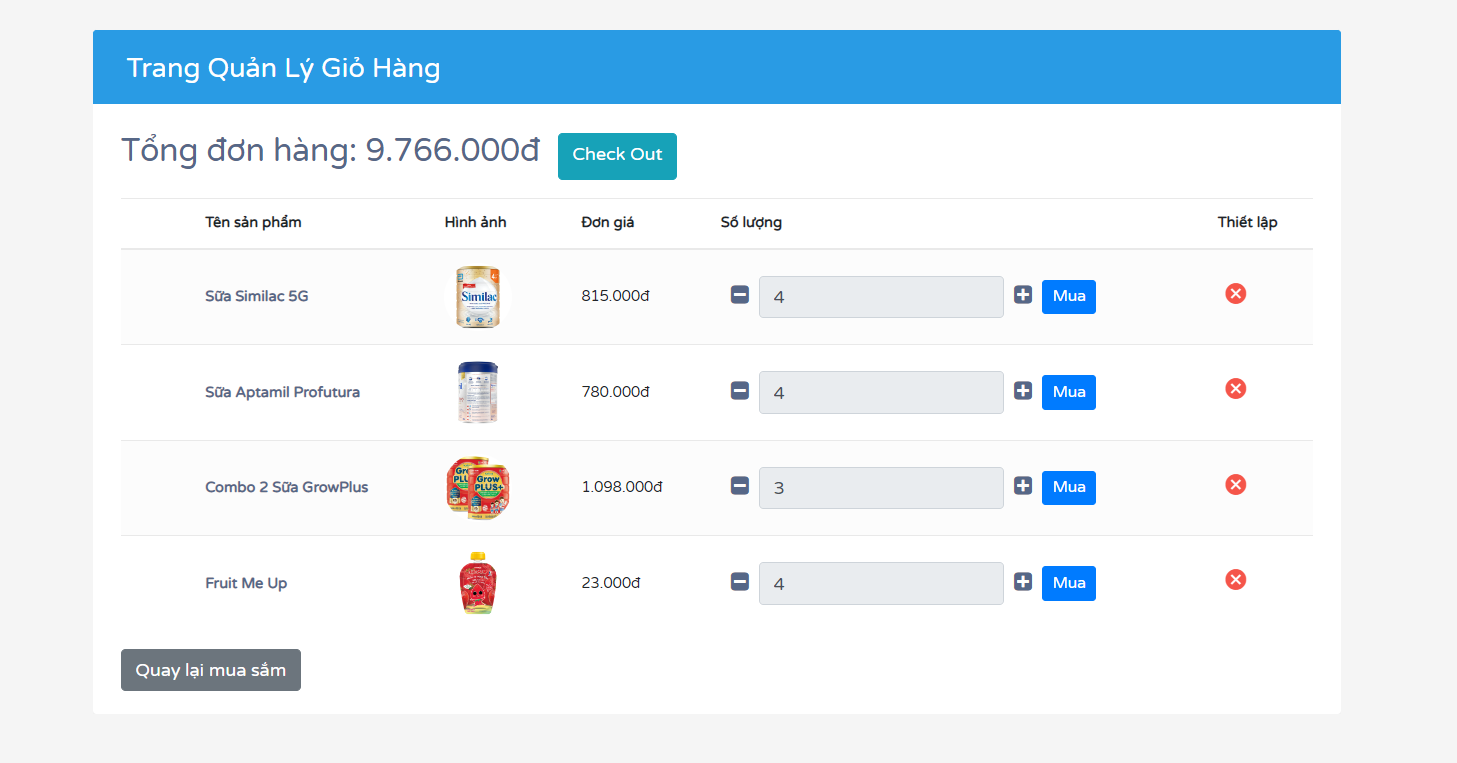 Trang Quản Lý Giỏ Hàng
Tổng đơn hàng: 9.766.000đ Check Out
Tên sản phẩm Hình ảnh Đơn giá Số lượng Thiết lập
Sữa Similac 5G Similac 815.000đ 4 Mua
Sữa Aptamil Profutura 780.000đ 4 Mua
Combo 2 Sữa GrowPlus Grow PLUS+ 1.098.000đ 3 Mua
Fruit Me Up 23.000đ 4 Mua
Quay lại mua sắm